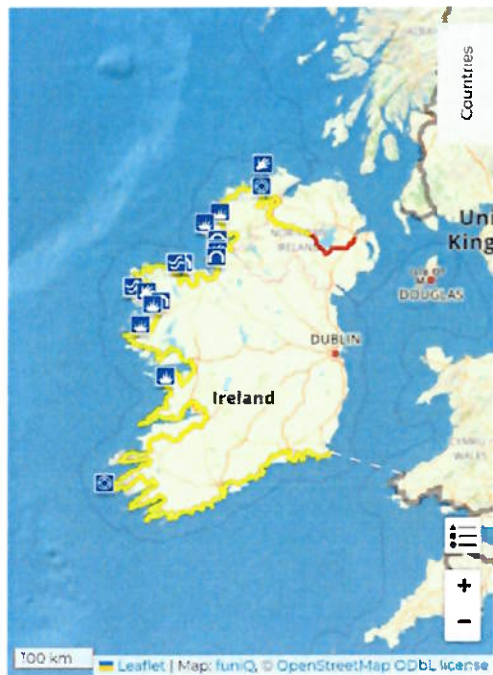 Countries
NORTHERN
IRELAND
Uni
King
Isle Of
DOUGLAS
DUBLIN
Ireland
CYMRU /
WALES
+
−
100 km
Leaflet | Map: funiQ, © OpenStreetMap ODbL license